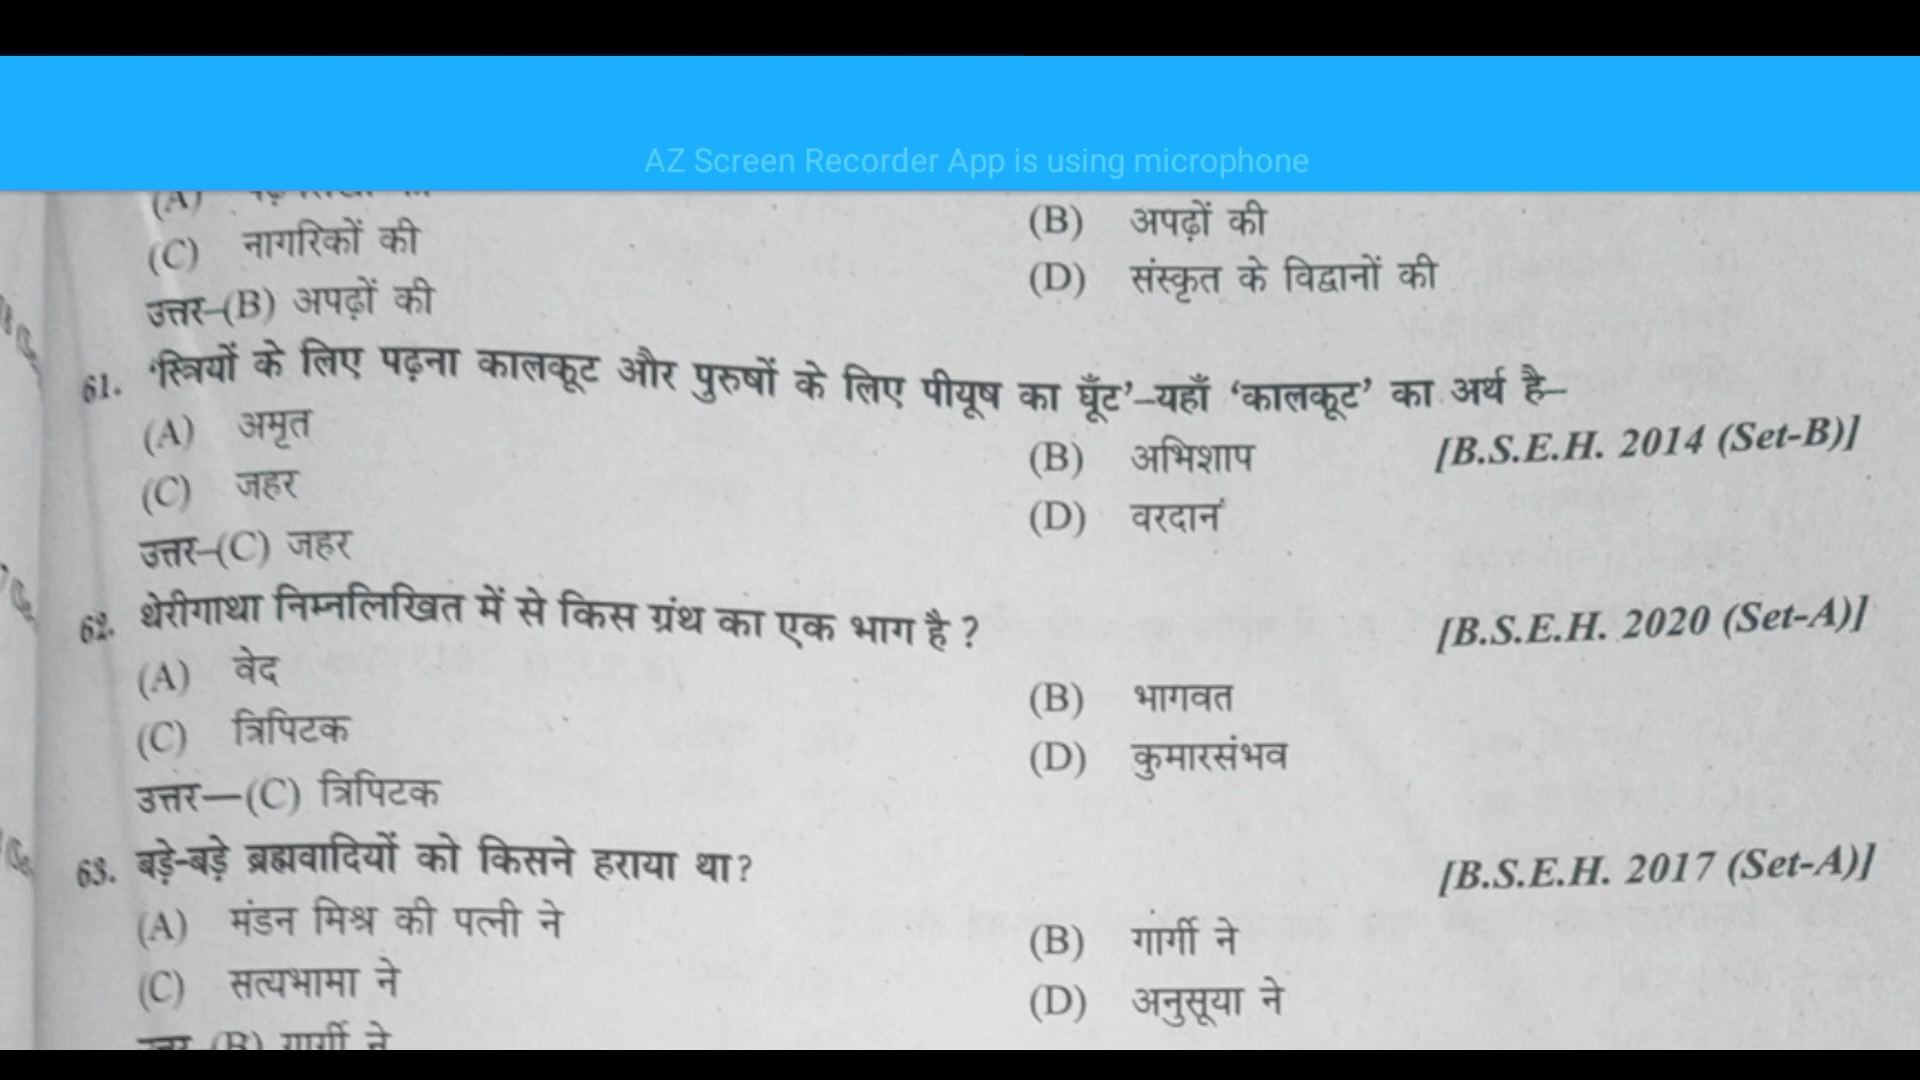 AZ Screen Recorder App is using microphone
(A)
(B) अपढ़ों की
(C) नागरिकों की
(D) संस्कृत के विद्वानों की
उत्तर–(B) अपढ़ों की
61. ‘स्त्रियों के लिए पढ़ना कालकूट और पुरुषों के लिए पीयूष का घूँट’–यहाँ ‘कालकूट’ का अर्थ है–
[B.S.E.H. 2014 (Set-B)]
(A) अमृत
(B) अभिशाप
(C) जहर
(D) वरदान
उत्तर–(C) जहर
62. थेरीगाथा निम्नलिखित में से किस ग्रंथ का एक भाग है ? [B.S.E.H. 2020 (Set-A)]
(A) वेद
(B) भागवत
(C) त्रिपिटक
(D) कुमारसंभव
उत्तर—(C) त्रिपिटक
63. बड़े-बड़े ब्रह्मवादियों को किसने हराया था? [B.S.E.H. 2017 (Set-A)]
(A) मंडन मिश्र की पत्नी ने
(B) गार्गी ने
(C) सत्यभामा ने
(D) अनुसूया ने
(B) गार्गी ने